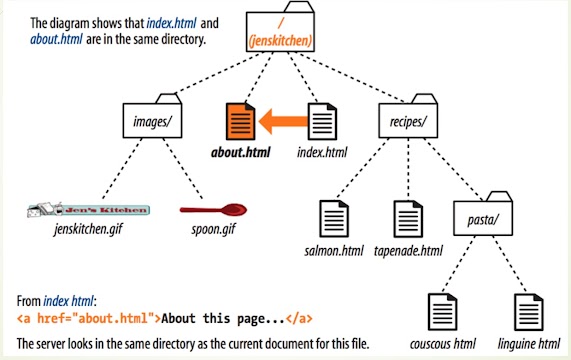 The diagram shows that index.html and
about.html are in the same directory.
/
(jenskitchen)
images/
about.html
index.html
recipes/
Jen's Kitchen
jenskitchen.gif
spoon.gif
salmon.html
tapenade.html
pasta/
couscous html
linguine html
From index html:
<a href="about.html">About this page...</a>
The server looks in the same directory as the current document for this file.